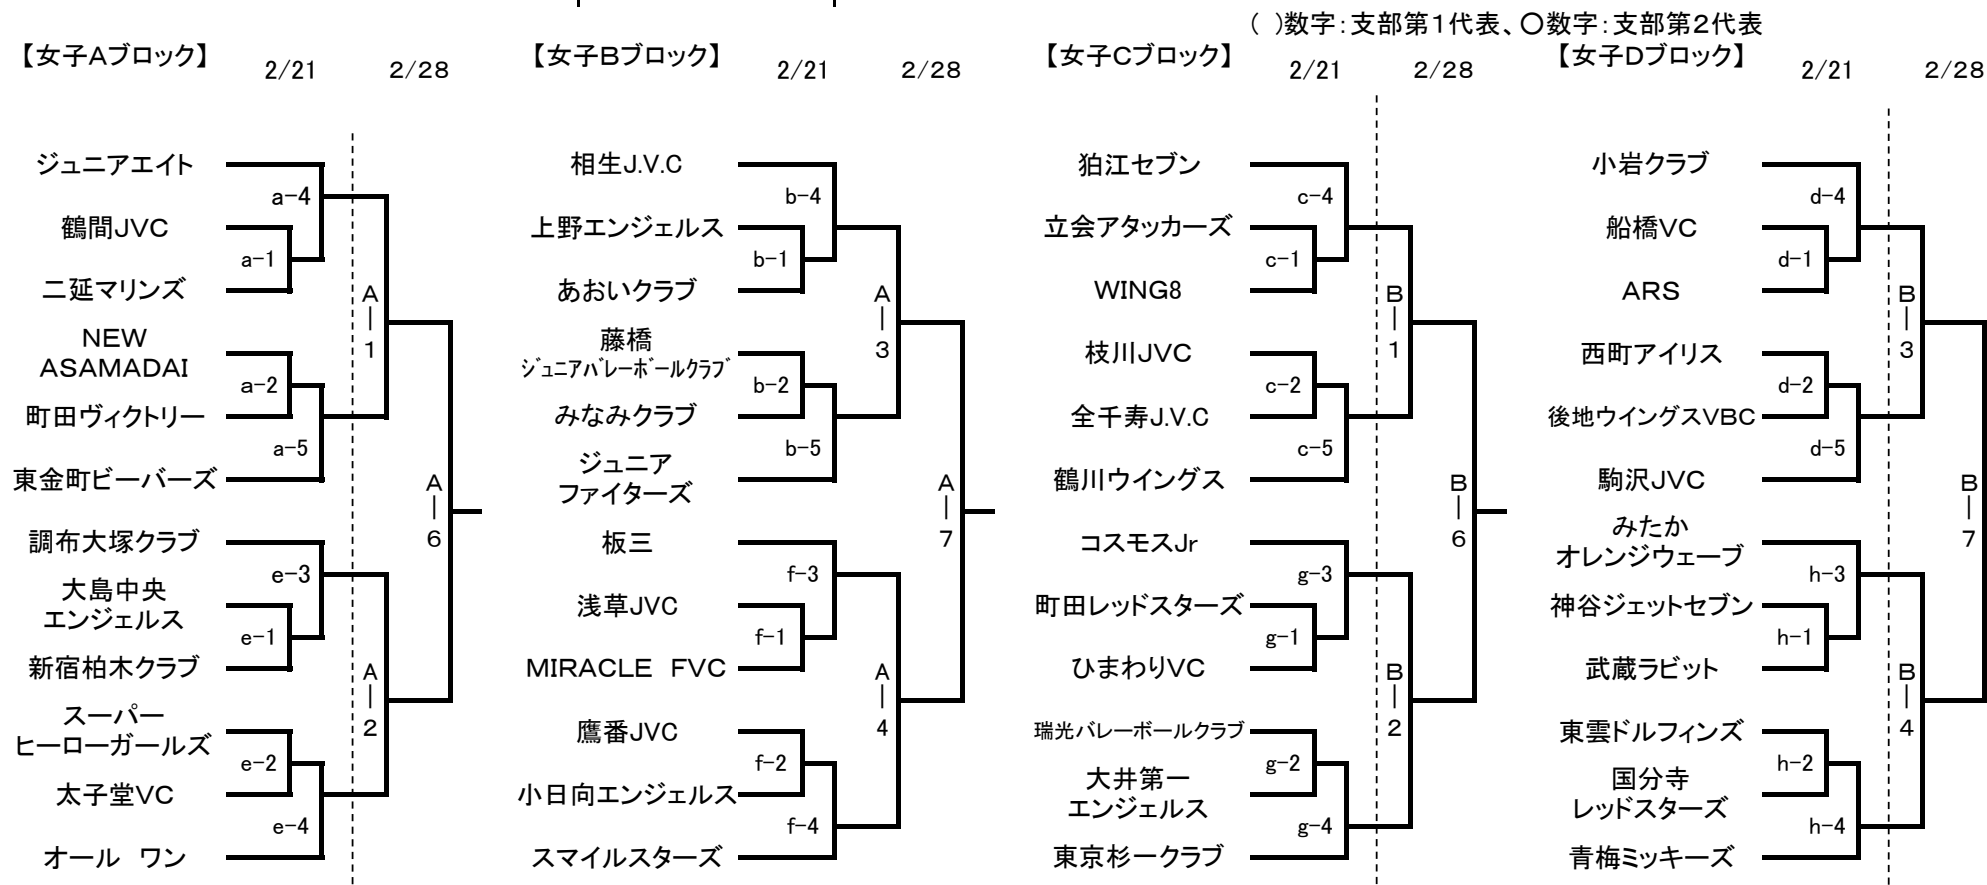 ( )数字：支部第１代表、○数字：支部第２代表
【女子Ａブロック】 2/21 2/28
ジュニアエイト
a-4
鶴間JVC
a-1
二延マリンズ
A｜1
NEW
ASAMADAI
a-2
町田ヴィクトリー
a-5
東金町ビーバーズ
A｜6
調布大塚クラブ
e-3
大島中央
エンジェルス
e-1
新宿柏木クラブ
A｜2
スーパー
ヒーローガールズ
e-2
太子堂VC
e-4
オール　ワン
【女子Ｂブロック】 2/21 2/28
相生J.V.C
b-4
上野エンジェルス
b-1
あおいクラブ
A｜3
藤橋
ｼﾞｭﾆｱﾊﾞﾚｰﾎﾞｰﾙｸﾗﾌﾞ
b-2
みなみクラブ
b-5
ジュニア
ファイターズ
A｜7
板三
f-3
浅草JVC
f-1
MIRACLE　FVC
A｜4
鷹番JVC
f-2
小日向エンジェルス
f-4
スマイルスターズ
【女子Ｃブロック】 2/21 2/28
狛江セブン
c-4
立会アタッカーズ
c-1
WING8
B｜1
枝川JVC
c-2
全千寿J.V.C
c-5
鶴川ウイングス
B｜6
コスモスJr
g-3
町田レッドスターズ
g-1
ひまわりVC
B｜2
瑞光バレーボールクラブ
g-2
大井第一
エンジェルス
g-4
東京杉一クラブ
【女子Ｄブロック】 2/21 2/28
小岩クラブ
d-4
船橋VC
d-1
ARS
B｜3
西町アイリス
d-2
後地ウイングスVBC
d-5
駒沢JVC
B｜7
みたか
オレンジウェーブ
h-3
神谷ジェットセブン
h-1
武蔵ラビット
B｜4
東雲ドルフィンズ
h-2
国分寺
レッドスターズ
h-4
青梅ミッキーズ